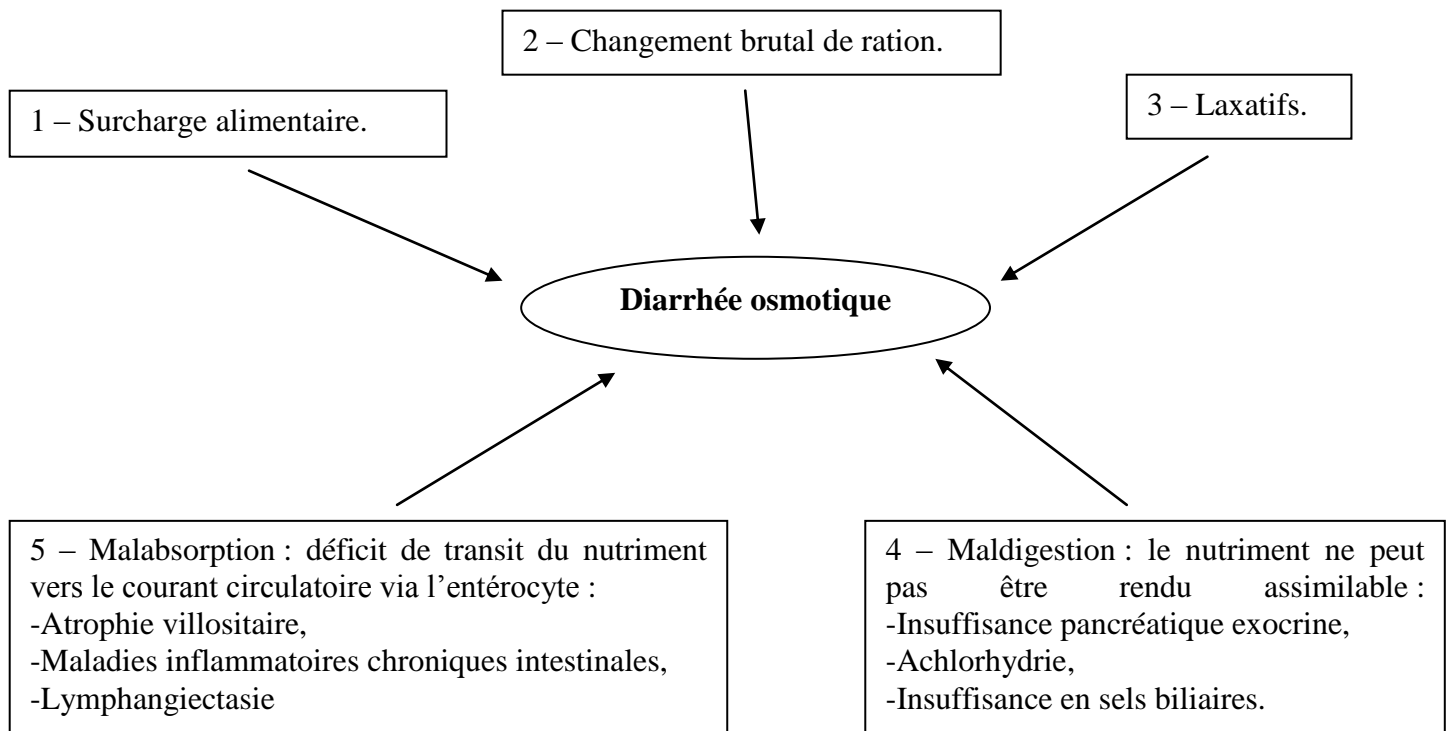 2 – Changement brutal de ration.
1 – Surcharge alimentaire.
3 – Laxatifs.
Diarrhée osmotique
5 – Malabsorption : déficit de transit du nutriment
vers le courant circulatoire via l’entérocyte :
-Atrophie villositaire,
-Maladies inflammatoires chroniques intestinales,
-Lymphangiectasie
4 – Maldigestion : le nutriment ne peut
pas être rendu assimilable :
-Insuffisance pancréatique exocrine,
-Achlorhydrie,
-Insuffisance en sels biliaires.